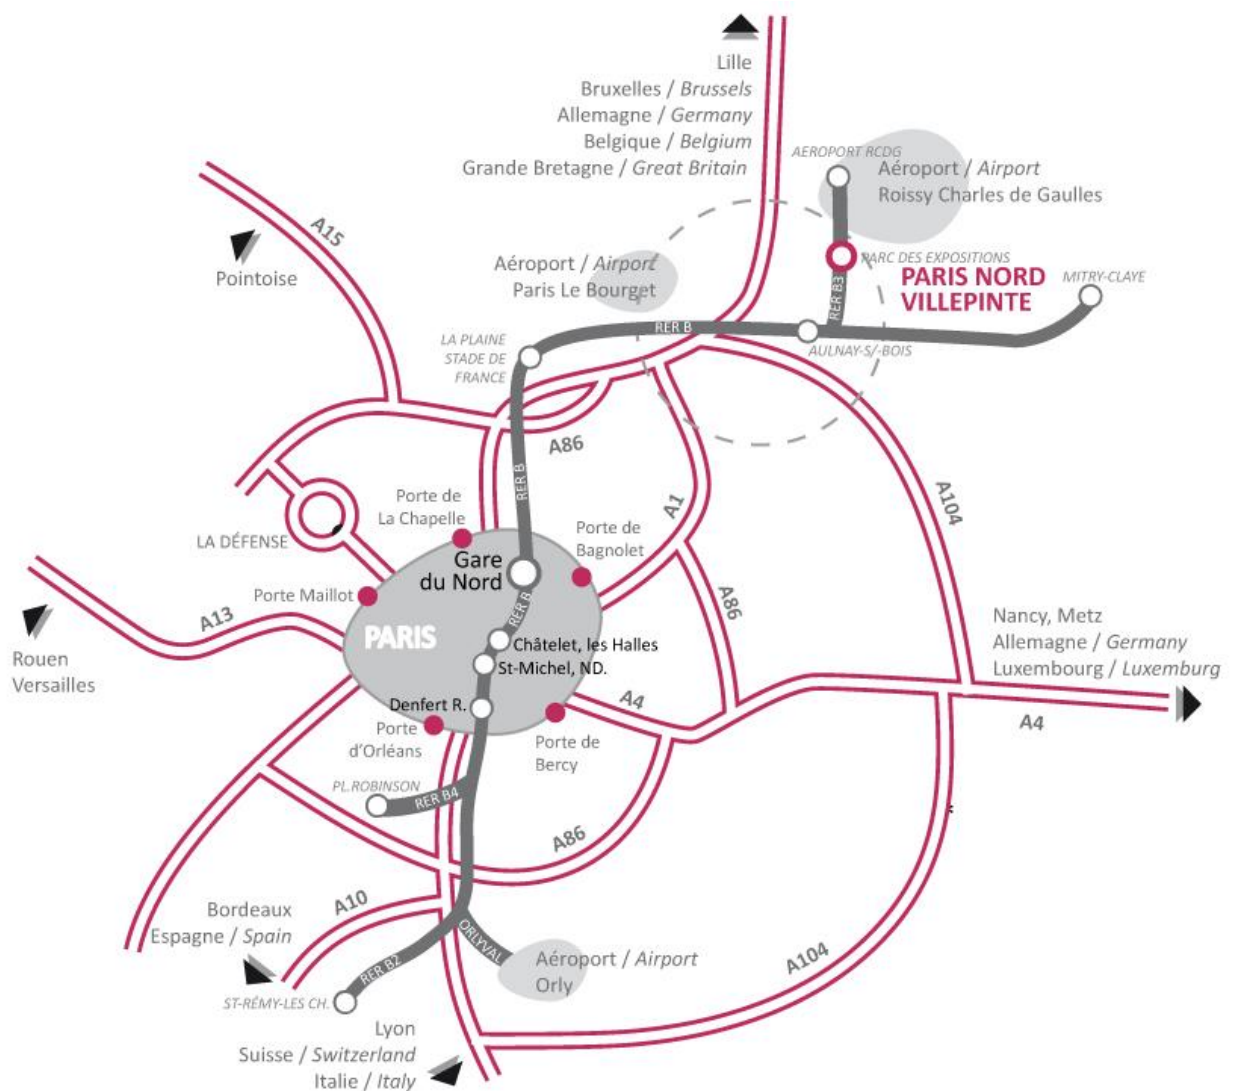 Lille
Bruxelles / Brussels
Allemagne / Germany
Belgique / Belgium
Grande Bretagne / Great Britain
AEROPORT RCDG
Aéroport / Airport
Roissy Charles de Gaulles
A15
Pointoise
Aéroport / Airport
Paris Le Bourget
PARC DES EXPOSITIONS
PARIS NORD
VILLEPINTE
MITRY-CLAYE
RER B3
RER B
LA PLAINE
STADE DE
FRANCE
AULNAY-S/-BOIS
A86
RER B
A1
A104
Porte de
La Chapelle
LA DÉFENSE
Porte de
Bagnolet
Gare
du Nord
Porte Maillot
A13
RER B
A86
PARIS
Châtelet, les Halles
St-Michel, ND.
Rouen
Versailles
Nancy, Metz
Allemagne / Germany
Luxembourg / Luxemburg
Denfert R.
A4
A4
Porte
d'Orléans
Porte de
Bercy
PL.ROBINSON
RER B4
A86
A10
Bordeaux
Espagne / Spain
ORLYVAL
RER B2
Aéroport / Airport
Orly
A104
ST-RÉMY-LES CH.
Lyon
Suisse / Switzerland
Italie / Italy